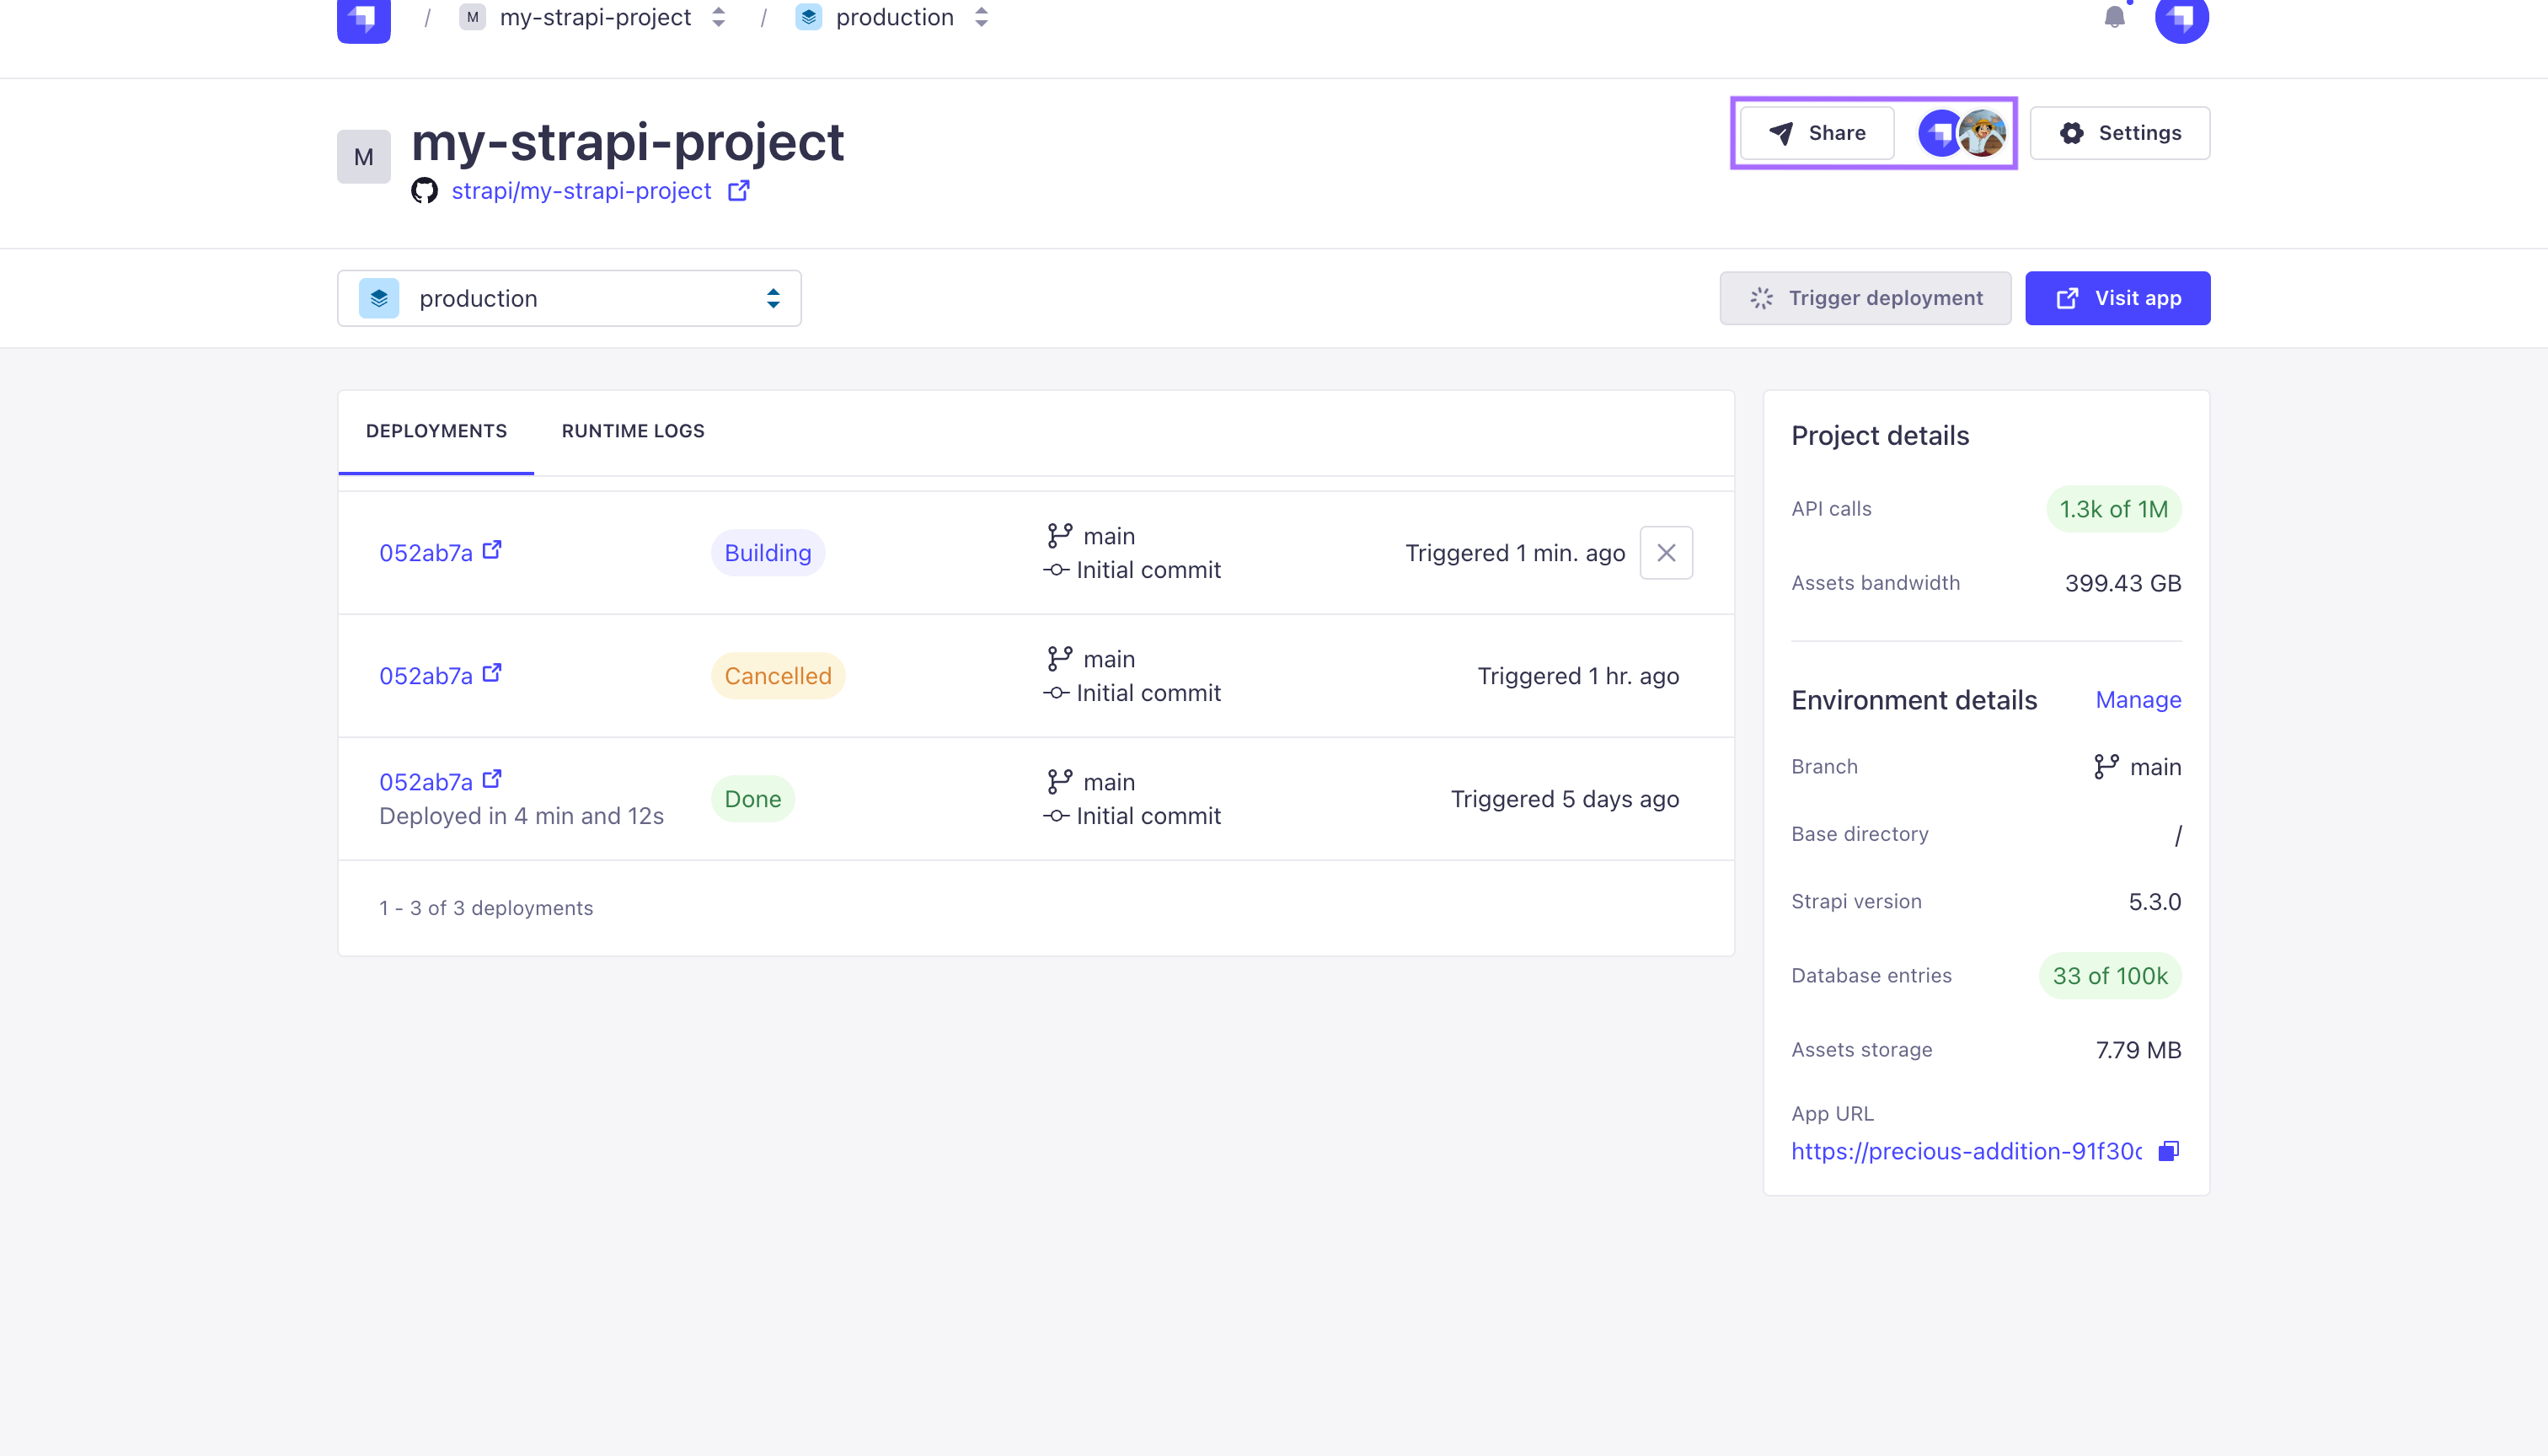 / M my-strapi-project / production
M my-strapi-project
strapi/my-strapi-project
Share
Settings
production
Trigger deployment
Visit app
DEPLOYMENTS RUNTIME LOGS
052ab7a Building main Triggered 1 min. ago
Initial commit
052ab7a Cancelled main Triggered 1 hr. ago
Initial commit
052ab7a Done main Triggered 5 days ago
Deployed in 4 min and 12s Initial commit
1 - 3 of 3 deployments
Project details
API calls 1.3k of 1M
Assets bandwidth 399.43 GB
Environment details Manage
Branch main
Base directory /
Strapi version 5.3.0
Database entries 33 of 100k
Assets storage 7.79 MB
App URL
https://precious-addition-91f30